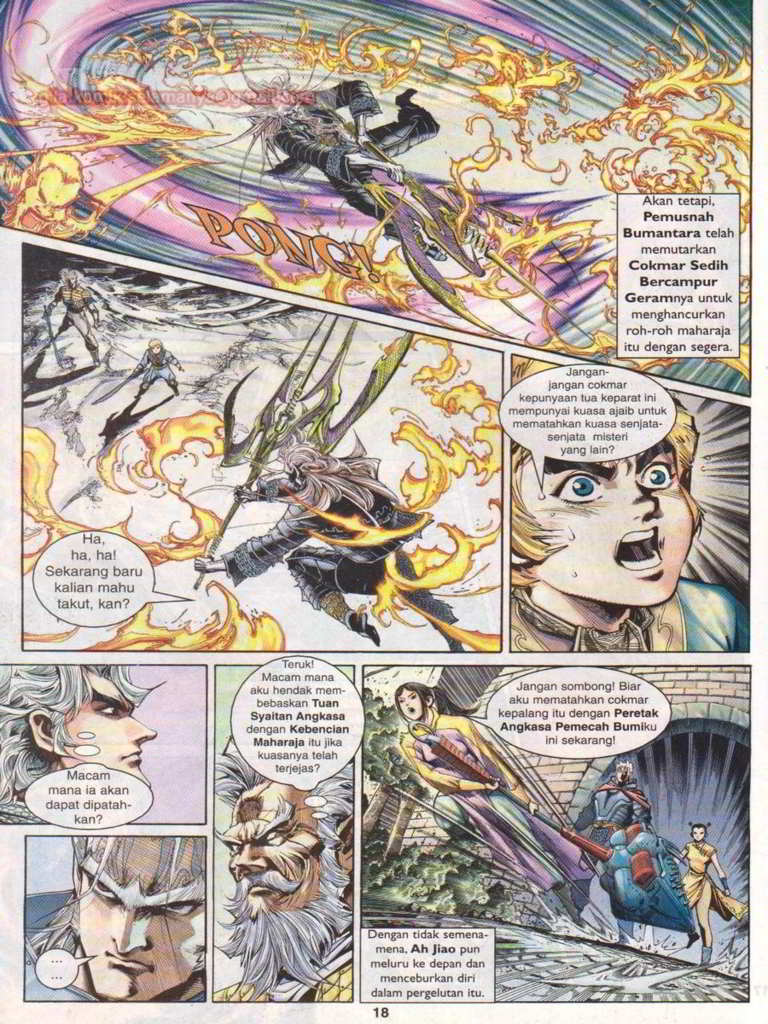 Akan tetapi,
Pemusnah
Bumantara telah
memutarkan
Cokmar Sedih
Bercampur
Geramnya untuk
menghancurkan
roh-roh maharaja
itu dengan segera.
PONG!
Ha,
ha, ha!
Sekarang baru
kalian mahu
takut, kan?
Jangan-
jangan cokmar
kepunyaan tua keparat ini
mempunyai kuasa ajaib untuk
mematahkan kuasa senjata-
senjata misteri
yang lain?
Macam
mana ia akan
dapat dipatah-
kan?
...
...
Teruk!
Macam mana
aku hendak mem-
bebaskan Tuan
Syaitan Angkasa
dengan Kebencian
Maharaja itu jika
kuasanya telah
terjejas?
Jangan sombong! Biar
aku mematahkan cokmar
kepalang itu dengan Peretak
Angkasa Pemecah Bumiku
ini sekarang!
Dengan tidak semena-
mena, Ah Jiao pun
meluru ke depan dan
menceburkan diri
dalam pergelutan itu.
18